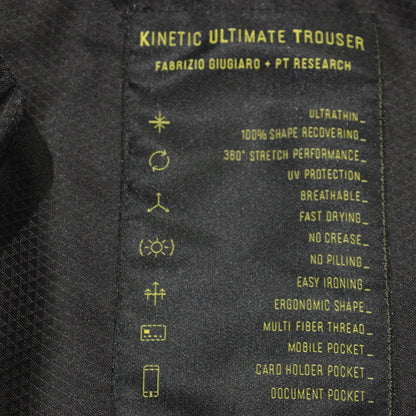 KINETIC ULTIMATE TROUSER
FABRIZIO GIUGIARO + PT RESEARCH
ULTRATHIN_
100% SHAPE RECOVERING_
360° STRETCH PERFORMANCE_
UV PROTECTION_
BREATHABLE_
FAST DRYING_
NO CREASE_
NO PILLING_
EASY IRONING_
ERGONOMIC SHAPE_
MULTI FIBER THREAD_
MOBILE POCKET_
CARD HOLDER POCKET_
DOCUMENT POCKET_